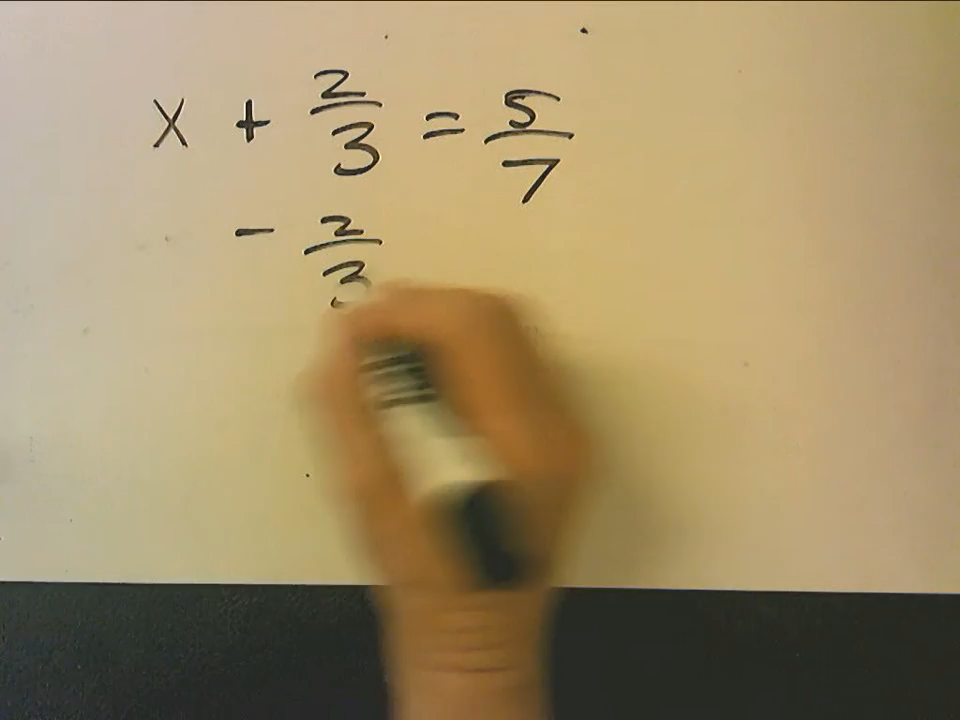 x + 2/3 = 5/7
- 2/3